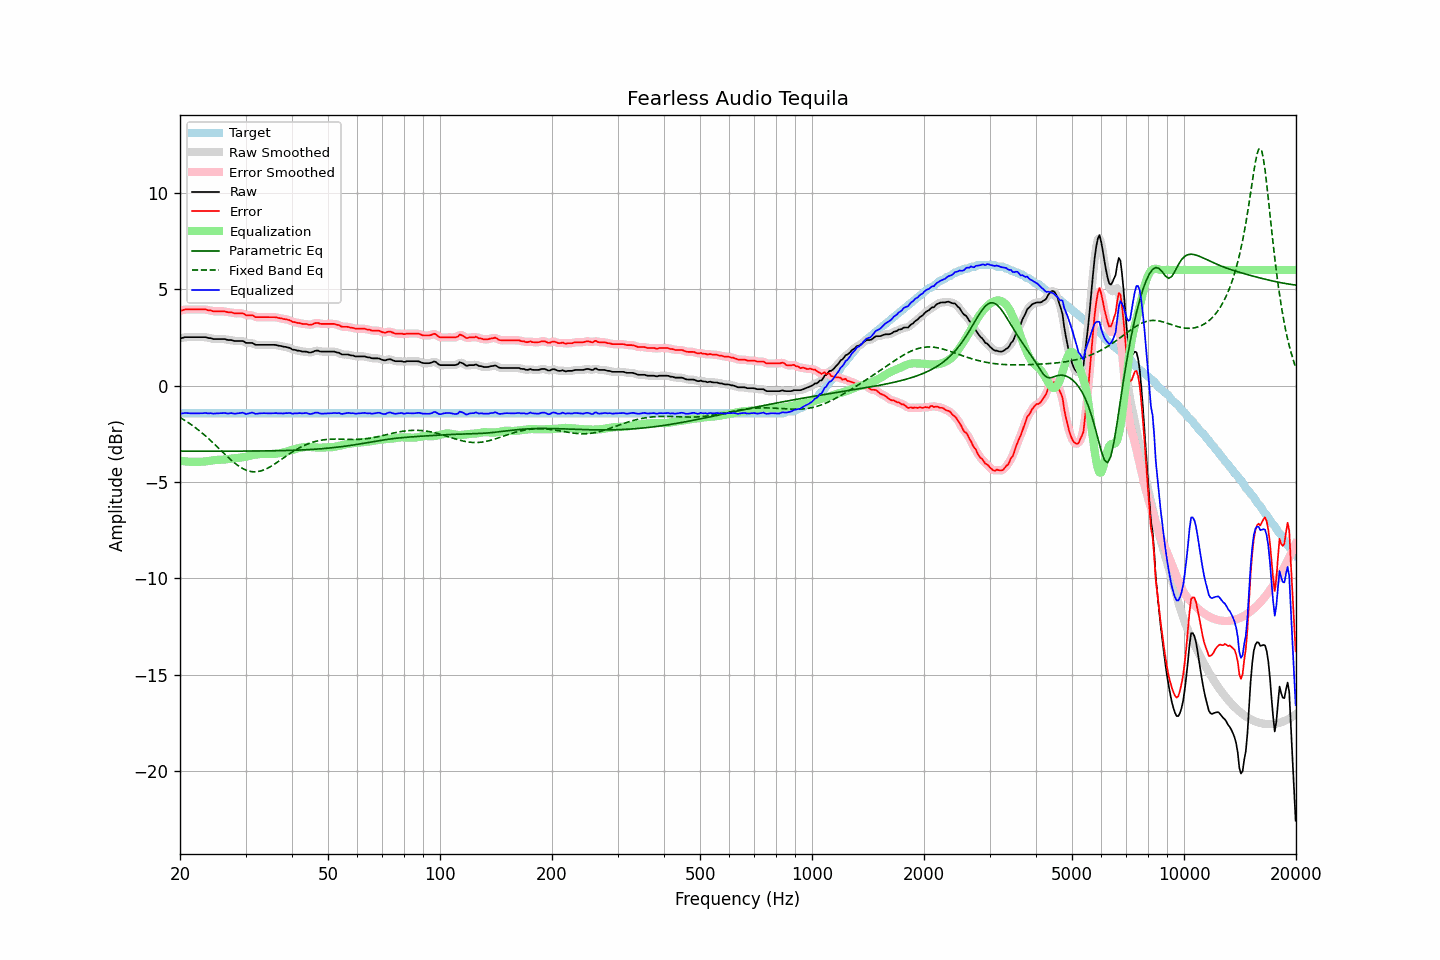 Fearless Audio Tequila
Target
Raw Smoothed
Error Smoothed
Raw
Error
Equalization
Parametric Eq
Fixed Band Eq
Equalized
10
5
0
−5
−10
−15
−20
Amplitude (dBr)
20 50 100 200 500 1000 2000 5000 10000 20000
Frequency (Hz)